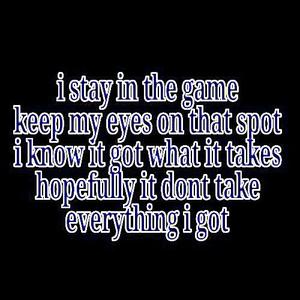 i stay in the game
keep my eyes on that spot
i know it got what it takes
hopefully it dont take
everything i got